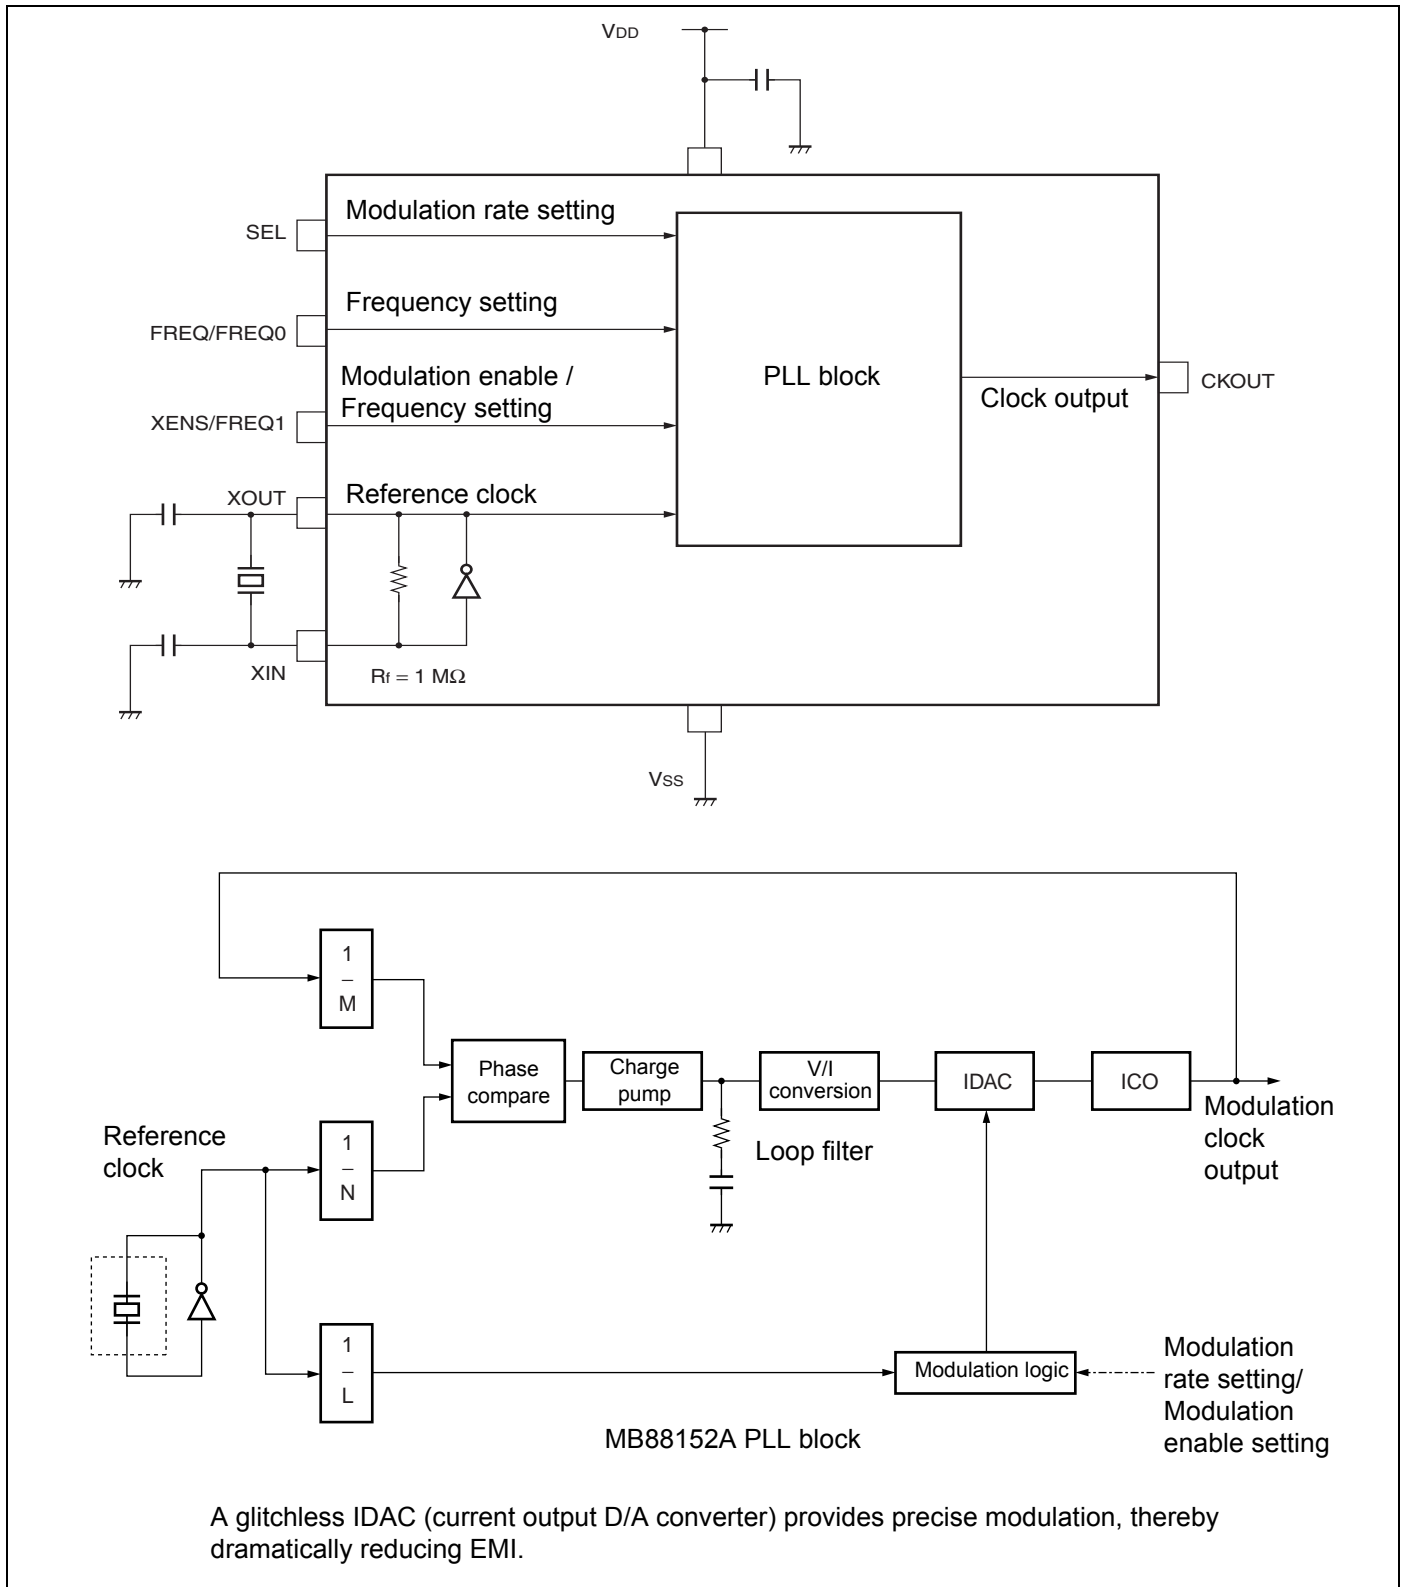 VDD
Modulation rate setting
SEL
Frequency setting
FREQ/FREQ0
Modulation enable /
Frequency setting
XENS/FREQ1
PLL block
Clock output
CKOUT
XOUT
Reference clock
XIN
Rf = 1 MΩ
VSS
1
M
Phase
compare
Charge
pump
V/I
conversion
IDAC
ICO
Modulation
clock
output
Loop filter
Reference
clock
1
N
1
L
Modulation logic
Modulation
rate setting/
Modulation
enable setting
MB88152A PLL block
A glitchless IDAC (current output D/A converter) provides precise modulation, thereby
dramatically reducing EMI.